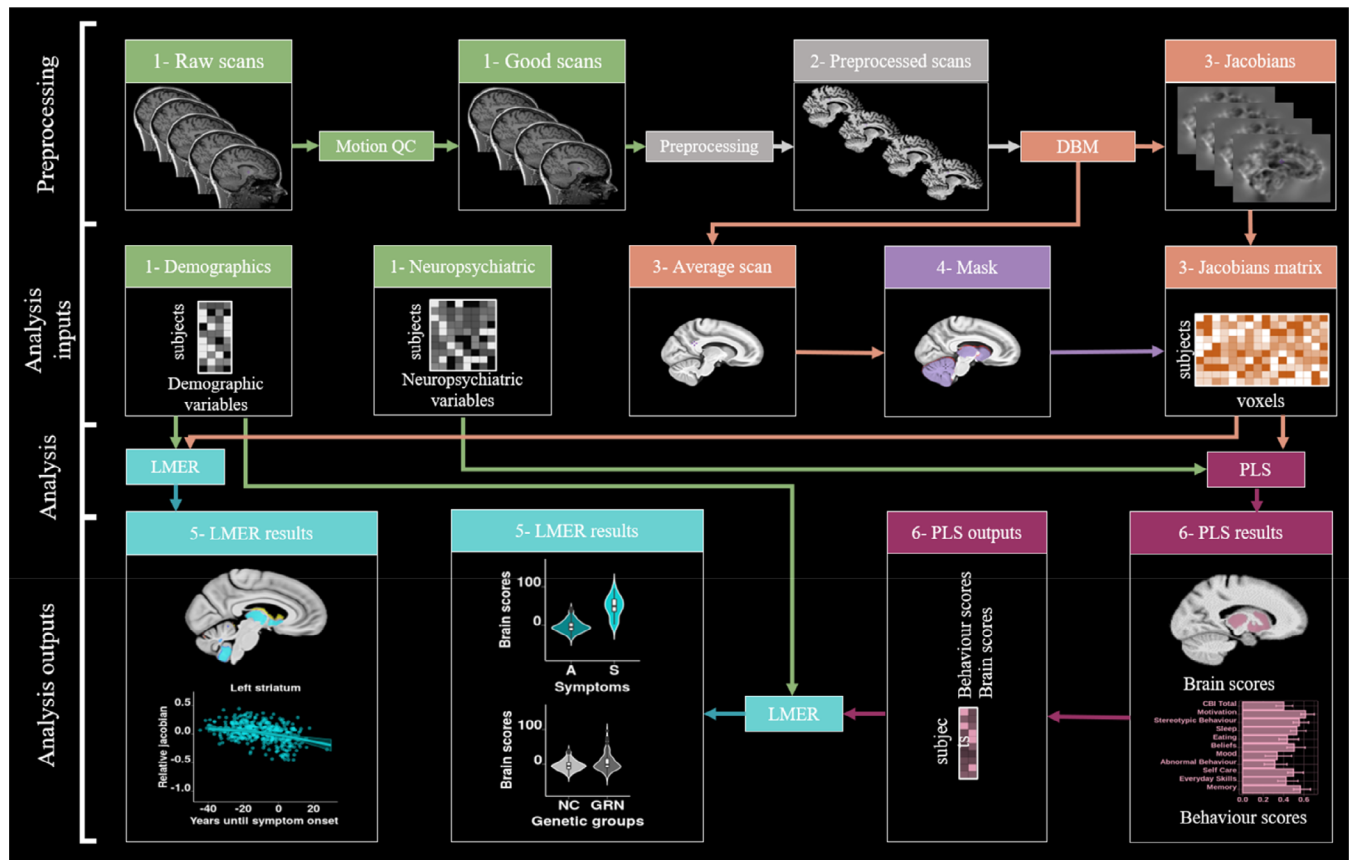 Preprocessing
1- Raw scans
Motion QC
1- Good scans
Preprocessing
2- Preprocessed scans
DBM
3- Jacobians
Analysis
inputs
1- Demographics
subjects
Demographic
variables
1- Neuropsychiatric
subjects
Neuropsychiatric
variables
3- Average scan
4- Mask
3- Jacobians matrix
subjects
voxels
Analysis
LMER
PLS
Analysis outputs
5- LMER results
Left striatum
Relative jacobian
0.5
0.0
-0.5
-1.0
-40
-20
0
20
Years until symptom onset
5- LMER results
Brain scores
100
0
A
S
Symptoms
Brain scores
100
0
NC
GRN
Genetic groups
LMER
6- PLS outputs
Behaviour scores
Brain scores
subjec
ts
6- PLS results
Brain scores
CBI Total
Motivation
Stereotypic Behaviour
Sleep
Eating
Beliefs
Mood
Abnormal Behaviour
Self Care
Everyday Skills
Memory
0.0 0.2 0.4 0.6
Behaviour scores